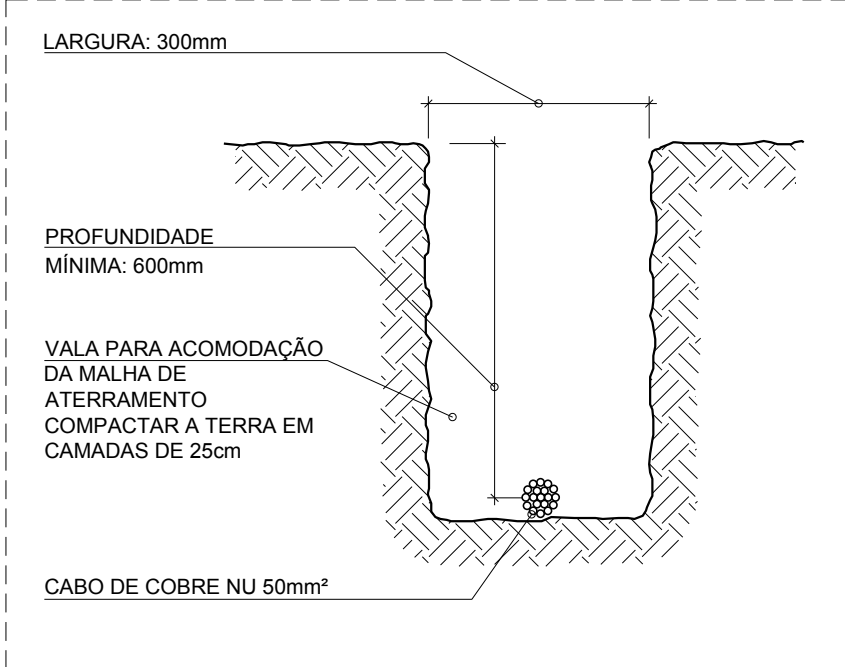 LARGURA: 300mm
PROFUNDIDADE
MÍNIMA: 600mm
VALA PARA ACOMODAÇÃO
DA MALHA DE
ATERRAMENTO
COMPACTAR A TERRA EM
CAMADAS DE 25cm
CABO DE COBRE NU 50mm²